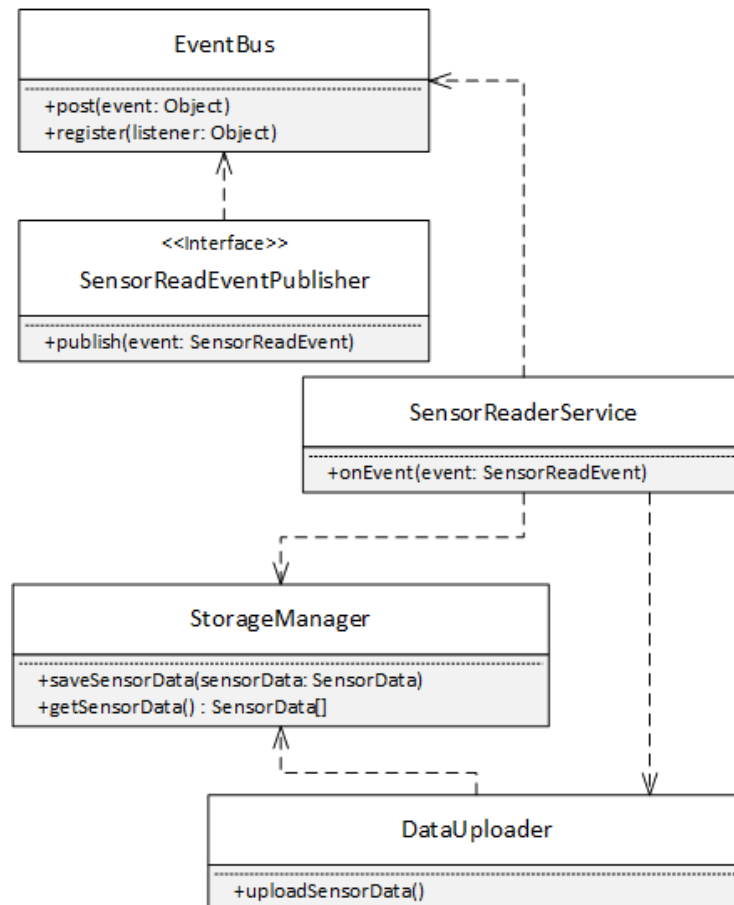 EventBus
+post(event: Object)
+register(listener: Object)
<<Interface>>
SensorReadEventPublisher
+publish(event: SensorReadEvent)
SensorReaderService
+onEvent(event: SensorReadEvent)
StorageManager
+saveSensorData(sensorData: SensorData)
+getSensorData() : SensorData[]
DataUploader
+uploadSensorData()